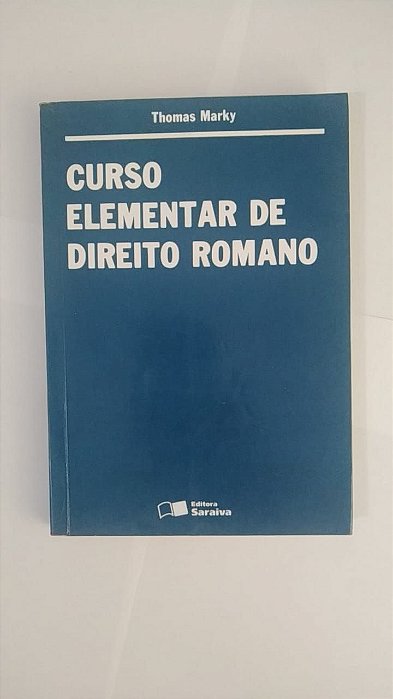 Thomas Marky
CURSO
ELEMENTAR DE
DIREITO ROMANO
Editora
Saraiva